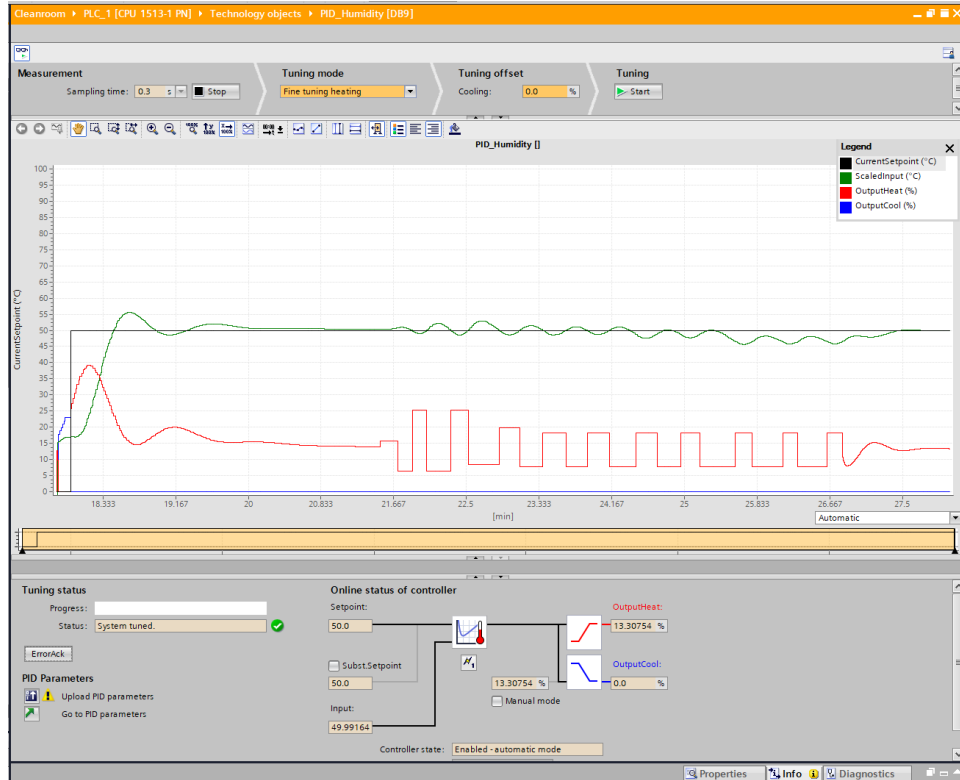 Cleanroom ▸ PLC_1 [CPU 1513-1 PN] ▸ Technology objects ▸ PID_Humidity [DB9]
Measurement
Sampling time: 0.3 s Stop
Tuning mode
Fine tuning heating
Tuning offset
Cooling: 0.0 %
Tuning
Start
PID_Humidity []
Legend
CurrentSetpoint (°C)
ScaledInput (°C)
OutputHeat (%)
OutputCool (%)
CurrentSetpoint (°C)
100
95
90
85
80
75
70
65
60
55
50
45
40
35
30
25
20
15
10
5
0
18.333 19.167 20 20.833 21.667 22.5 23.333 24.167 25 25.833 26.667 27.5
[min]
Automatic
Tuning status
Progress:
Status: System tuned.
ErrorAck
PID Parameters
Upload PID parameters
Go to PID parameters
Online status of controller
Setpoint:
50.0
Subst.Setpoint
50.0
Input:
49.99164
13.30754 %
Manual mode
OutputHeat:
13.30754 %
OutputCool:
0.0 %
Controller state: Enabled - automatic mode
Properties Info Diagnostics